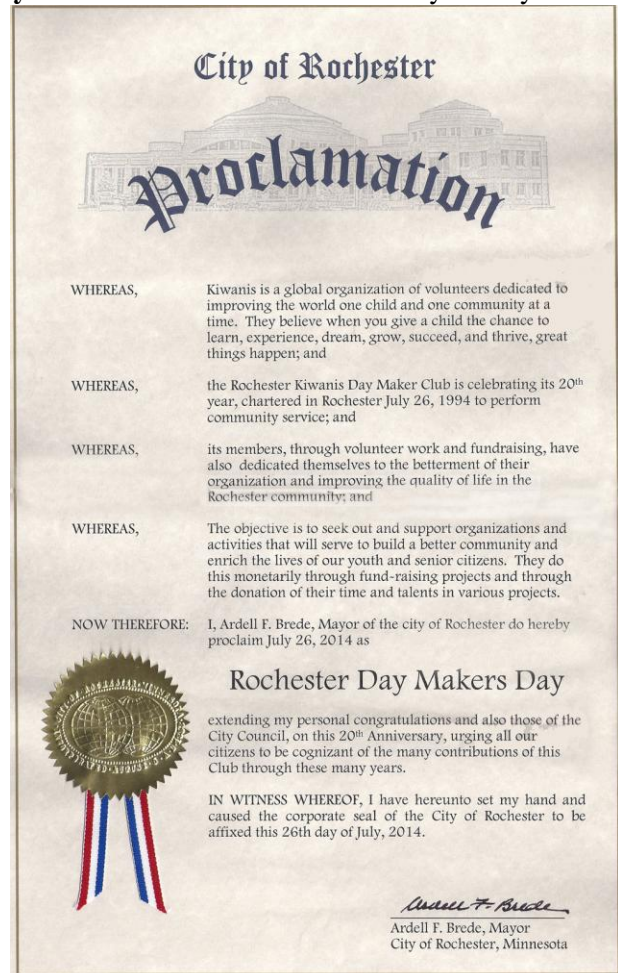 City of Rochester
Proclamation
WHEREAS,
Kiwanis is a global organization of volunteers dedicated to
improving the world one child and one community at a
time. They believe when you give a child the chance to
learn, experience, dream, grow, succeed, and thrive, great
things happen; and
WHEREAS,
the Rochester Kiwanis Day Maker Club is celebrating its 20th
year, chartered in Rochester July 26, 1994 to perform
community service; and
WHEREAS,
its members, through volunteer work and fundraising, have
also dedicated themselves to the betterment of their
organization and improving the quality of life in the
Rochester community; and
WHEREAS,
The objective is to seek out and support organizations and
activities that will serve to build a better community and
enrich the lives of our youth and senior citizens. They do
this monetarily through fund-raising projects and through
the donation of their time and talents in various projects.
NOW THEREFORE:
I, Ardell F. Brede, Mayor of the city of Rochester do hereby
proclaim July 26, 2014 as
Rochester Day Makers Day
extending my personal congratulations and also those of the
City Council, on this 20th Anniversary, urging all our
citizens to be cognizant of the many contributions of this
Club through these many years.
IN WITNESS WHEREOF, I have hereunto set my hand and
caused the corporate seal of the City of Rochester to be
affixed this 26th day of July, 2014.
Ardell F. Brede
Ardell F. Brede, Mayor
City of Rochester, Minnesota